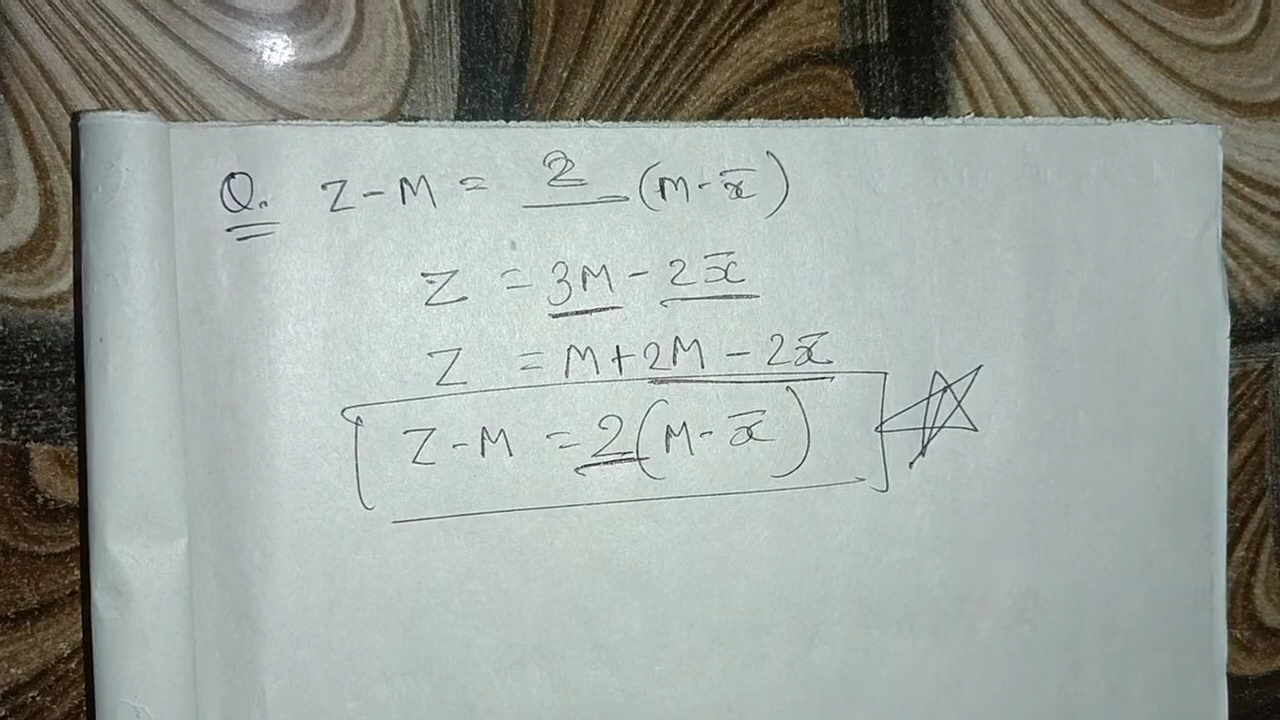 Q. Z-M = 2 (M-x̄)
Z = 3M - 2x̄
Z = M+2M - 2x̄
Z-M = 2(M-x̄)